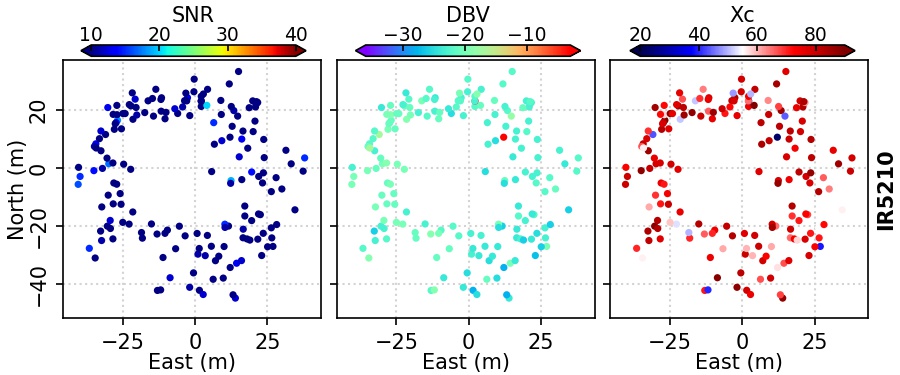 SNR DBV Xc
10 20 30 40 −30 −20 −10 20 40 60 80
North (m)
20
0
−20
−40
IR5210
−25 0 25 −25 0 25 −25 0 25
East (m) East (m) East (m)